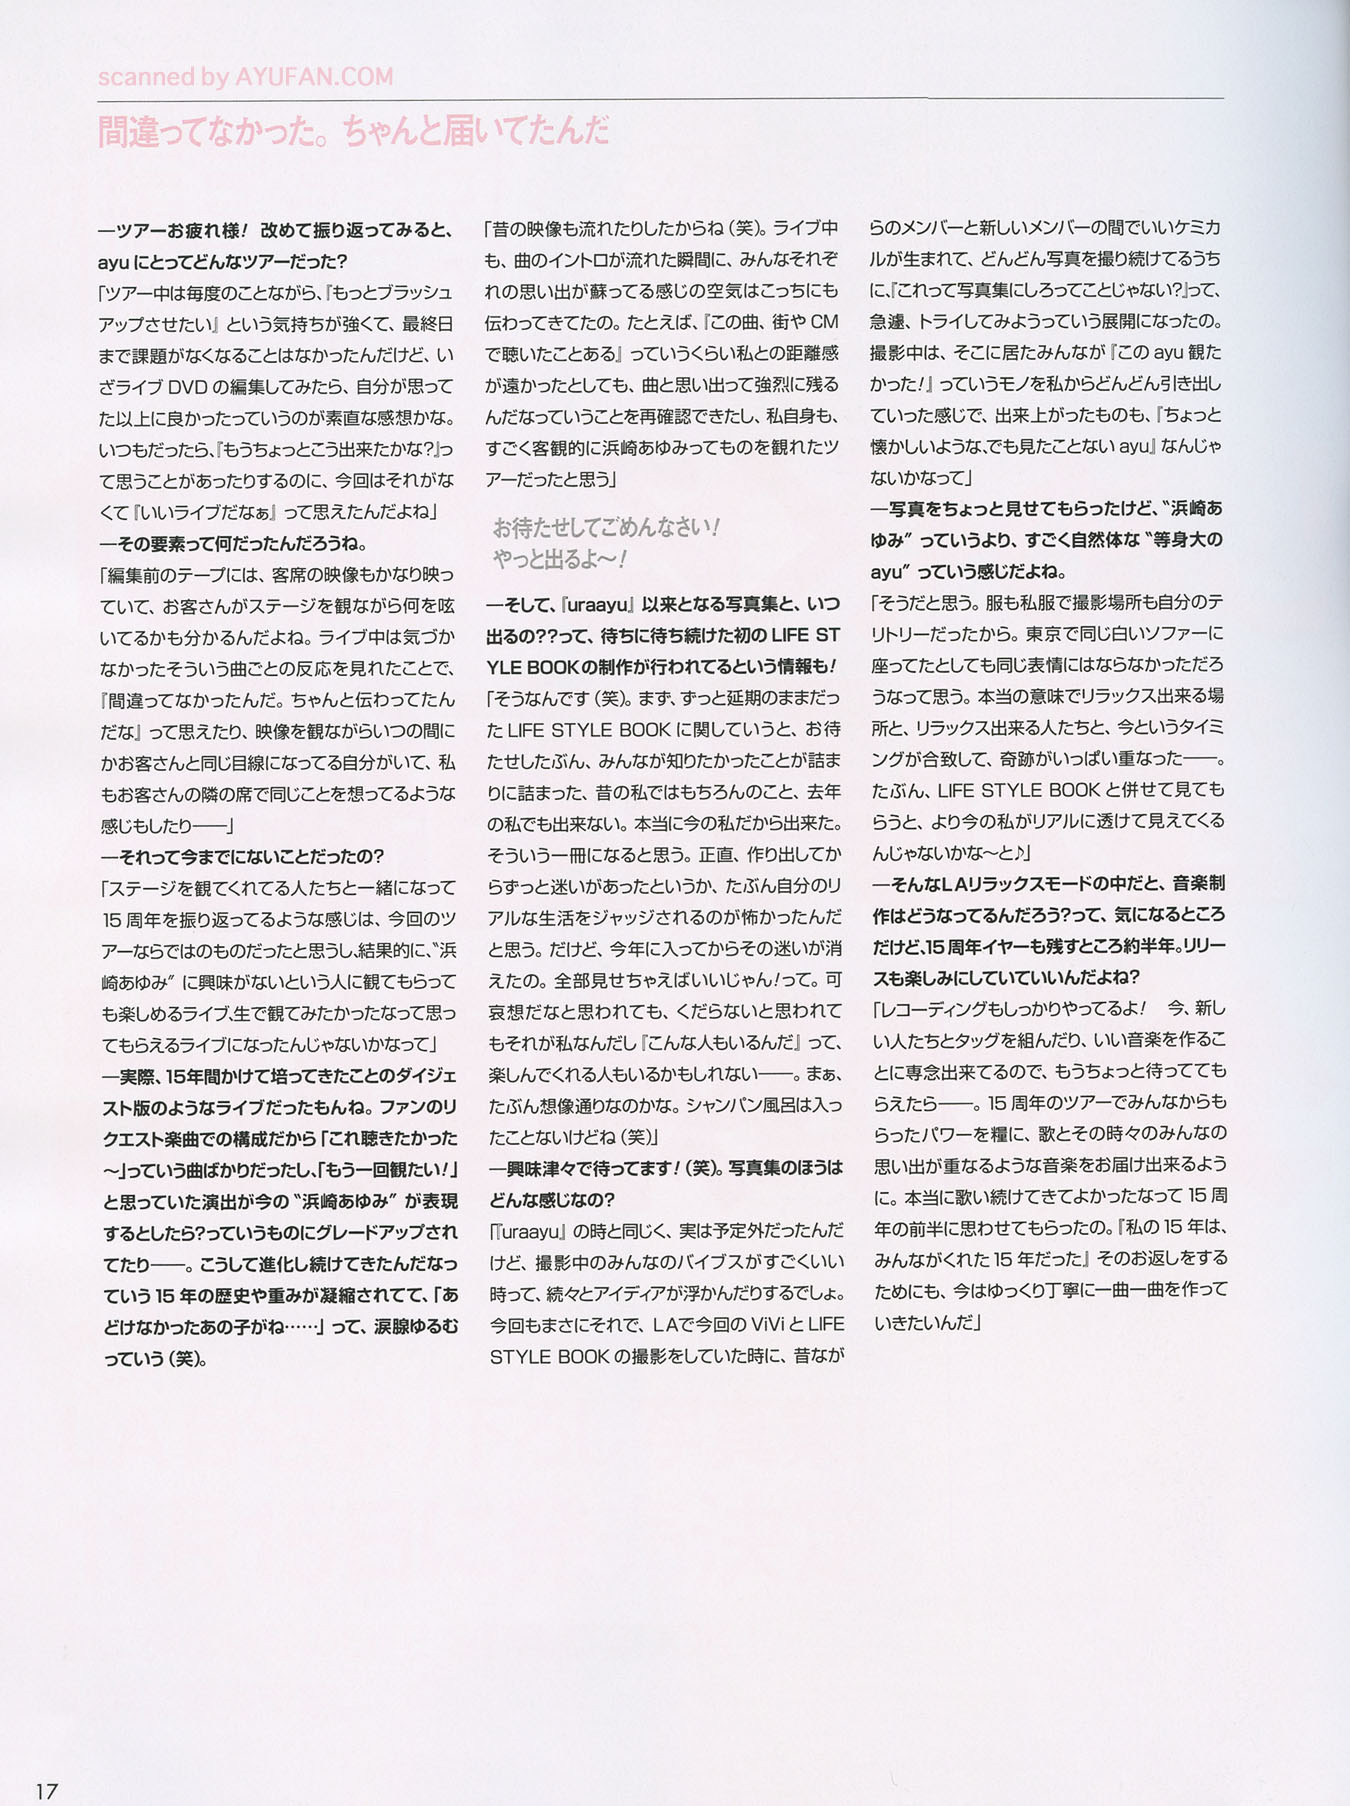 scanned by AYUFAN.COM
間違ってなかった。ちゃんと届いてたんだ
―ツアーお疲れ様! 改めて振り返ってみると、
ayuにとってどんなツアーだった?
「ツアー中は毎度のことながら、『もっとブラッシュ
アップさせたい』という気持ちが強くて、最終日
まで課題がなくなることはなかったんだけど、い
ざライブDVDの編集してみたら、自分が思って
た以上に良かったっていうのが素直な感想かな。
いつもだったら、『もうちょっとこう出来たかな?』っ
て思うことがあったりするのに、今回はそれがな
くて『いいライブだなぁ』って思えたんだよね」
―その要素って何だったんだろうね。
「編集前のテープには、客席の映像もかなり映っ
ていて、お客さんがステージを観ながら何を呟
いてるかも分かるんだよね。ライブ中は気づか
なかったそういう曲ごとの反応を見れたことで、
『間違ってなかったんだ。ちゃんと伝わってたん
だな』って思えたり、映像を観ながらいつの間に
かお客さんと同じ目線になってる自分がいて、私
もお客さんの隣の席で同じことを想ってるような
感じもしたり――」
―それって今までにないことだったの?
「ステージを観てくれてる人たちと一緒になって
15周年を振り返ってるような感じは、今回のツ
アーならではのものだったと思うし、結果的に、“浜
崎あゆみ”に興味がないという人に観てもらって
も楽しめるライブ、生で観てみたかったなって思っ
てもらえるライブになったんじゃないかなって」
―実際、15年間かけて培ってきたことのダイジェ
スト版のようなライブだったもんね。ファンのリ
クエスト楽曲での構成だから「これ聴きたかった
～」っていう曲ばかりだったし、「もう一回観たい!」
と思っていた演出が今の“浜崎あゆみ”が表現
するとしたら?っていうものにグレードアップされ
てたり――。こうして進化し続けてきたんだなっ
ていう15年の歴史や重みが凝縮されてて、「あ
どけなかったあの子がね……」って、涙腺ゆるむ
っていう(笑)。
「昔の映像も流れたりしたからね(笑)。ライブ中
も、曲のイントロが流れた瞬間に、みんなそれぞ
れの思い出が蘇ってる感じの空気はこっちにも
伝わってきてたの。たとえば、『この曲、街やCM
で聴いたことある』っていうくらい私との距離感
が遠かったとしても、曲と思い出って強烈に残る
んだなっていうことを再確認できたし、私自身も、
すごく客観的に浜崎あゆみってものを観れたツ
アーだったと思う」
お待たせしてごめんなさい!
やっと出るよ～!
―そして、『uraayu』以来となる写真集と、いつ
出るの??って、待ちに待ち続けた初のLIFE ST
YLE BOOKの制作が行われてるという情報も!
「そうなんです(笑)。まず、ずっと延期のままだっ
たLIFE STYLE BOOKに関していうと、お待
たせしたぶん、みんなが知りたかったことが詰ま
りに詰まった、昔の私ではもちろんのこと、去年
の私でも出来ない。本当に今の私だから出来た。
そういう一冊になると思う。正直、作り出してか
らずっと迷いがあったというか、たぶん自分のリ
アルな生活をジャッジされるのが怖かったんだ
と思う。だけど、今年に入ってからその迷いが消
えたの。全部見せちゃえばいいじゃん!って。可
哀想だなと思われても、くだらないと思われて
もそれが私なんだし『こんな人もいるんだ』って、
楽しんでくれる人もいるかもしれない――。まぁ、
たぶん想像通りなのかな。シャンパン風呂は入っ
たことないけどね(笑)」
―興味津々で待ってます!(笑)。写真集のほうは
どんな感じなの?
「『uraayu』の時と同じく、実は予定外だったんだ
けど、撮影中のみんなのバイブスがすごくいい
時って、続々とアイディアが浮かんだりするでしょ。
今回もまさにそれで、LAで今回のViViとLIFE
STYLE BOOKの撮影をしていた時に、昔なが
らのメンバーと新しいメンバーの間でいいケミカ
ルが生まれて、どんどん写真を撮り続けてるうち
に、『これって写真集にしろってことじゃない?』って、
急遽、トライしてみようっていう展開になったの。
撮影中は、そこに居たみんなが『このayu観た
かった!』っていうモノを私からどんどん引き出し
ていった感じで、出来上がったものも、『ちょっと
懐かしいような、でも見たことないayu』なんじゃ
ないかなって」
―写真をちょっと見せてもらったけど、“浜崎あ
ゆみ”っていうより、すごく自然体な“等身大の
ayu”っていう感じだよね。
「そうだと思う。服も私服で撮影場所も自分のテ
リトリーだったから。東京で同じ白いソファーに
座ってたとしても同じ表情にはならなかっただろ
うなって思う。本当の意味でリラックス出来る場
所と、リラックス出来る人たちと、今というタイミ
ングが合致して、奇跡がいっぱい重なった――。
たぶん、LIFE STYLE BOOKと併せて見ても
らうと、より今の私がリアルに透けて見えてくる
んじゃないかな～と♪」
―そんなLAリラックスモードの中だと、音楽制
作はどうなってるんだろう?って、気になるところ
だけど、15周年イヤーも残すところ約半年。リリー
スも楽しみにしていていいんだよね?
「レコーディングもしっかりやってるよ! 今、新し
い人たちとタッグを組んだり、いい音楽を作るこ
とに専念出来てるので、もうちょっと待ってても
らえたら――。15周年のツアーでみんなからも
らったパワーを糧に、歌とその時々のみんなの
思い出が重なるような音楽をお届け出来るよう
に。本当に歌い続けてきてよかったなって15周
年の前半に思わせてもらったの。『私の15年は、
みんながくれた15年だった』そのお返しをする
ためにも、今はゆっくり丁寧に一曲一曲を作って
いきたいんだ」
17